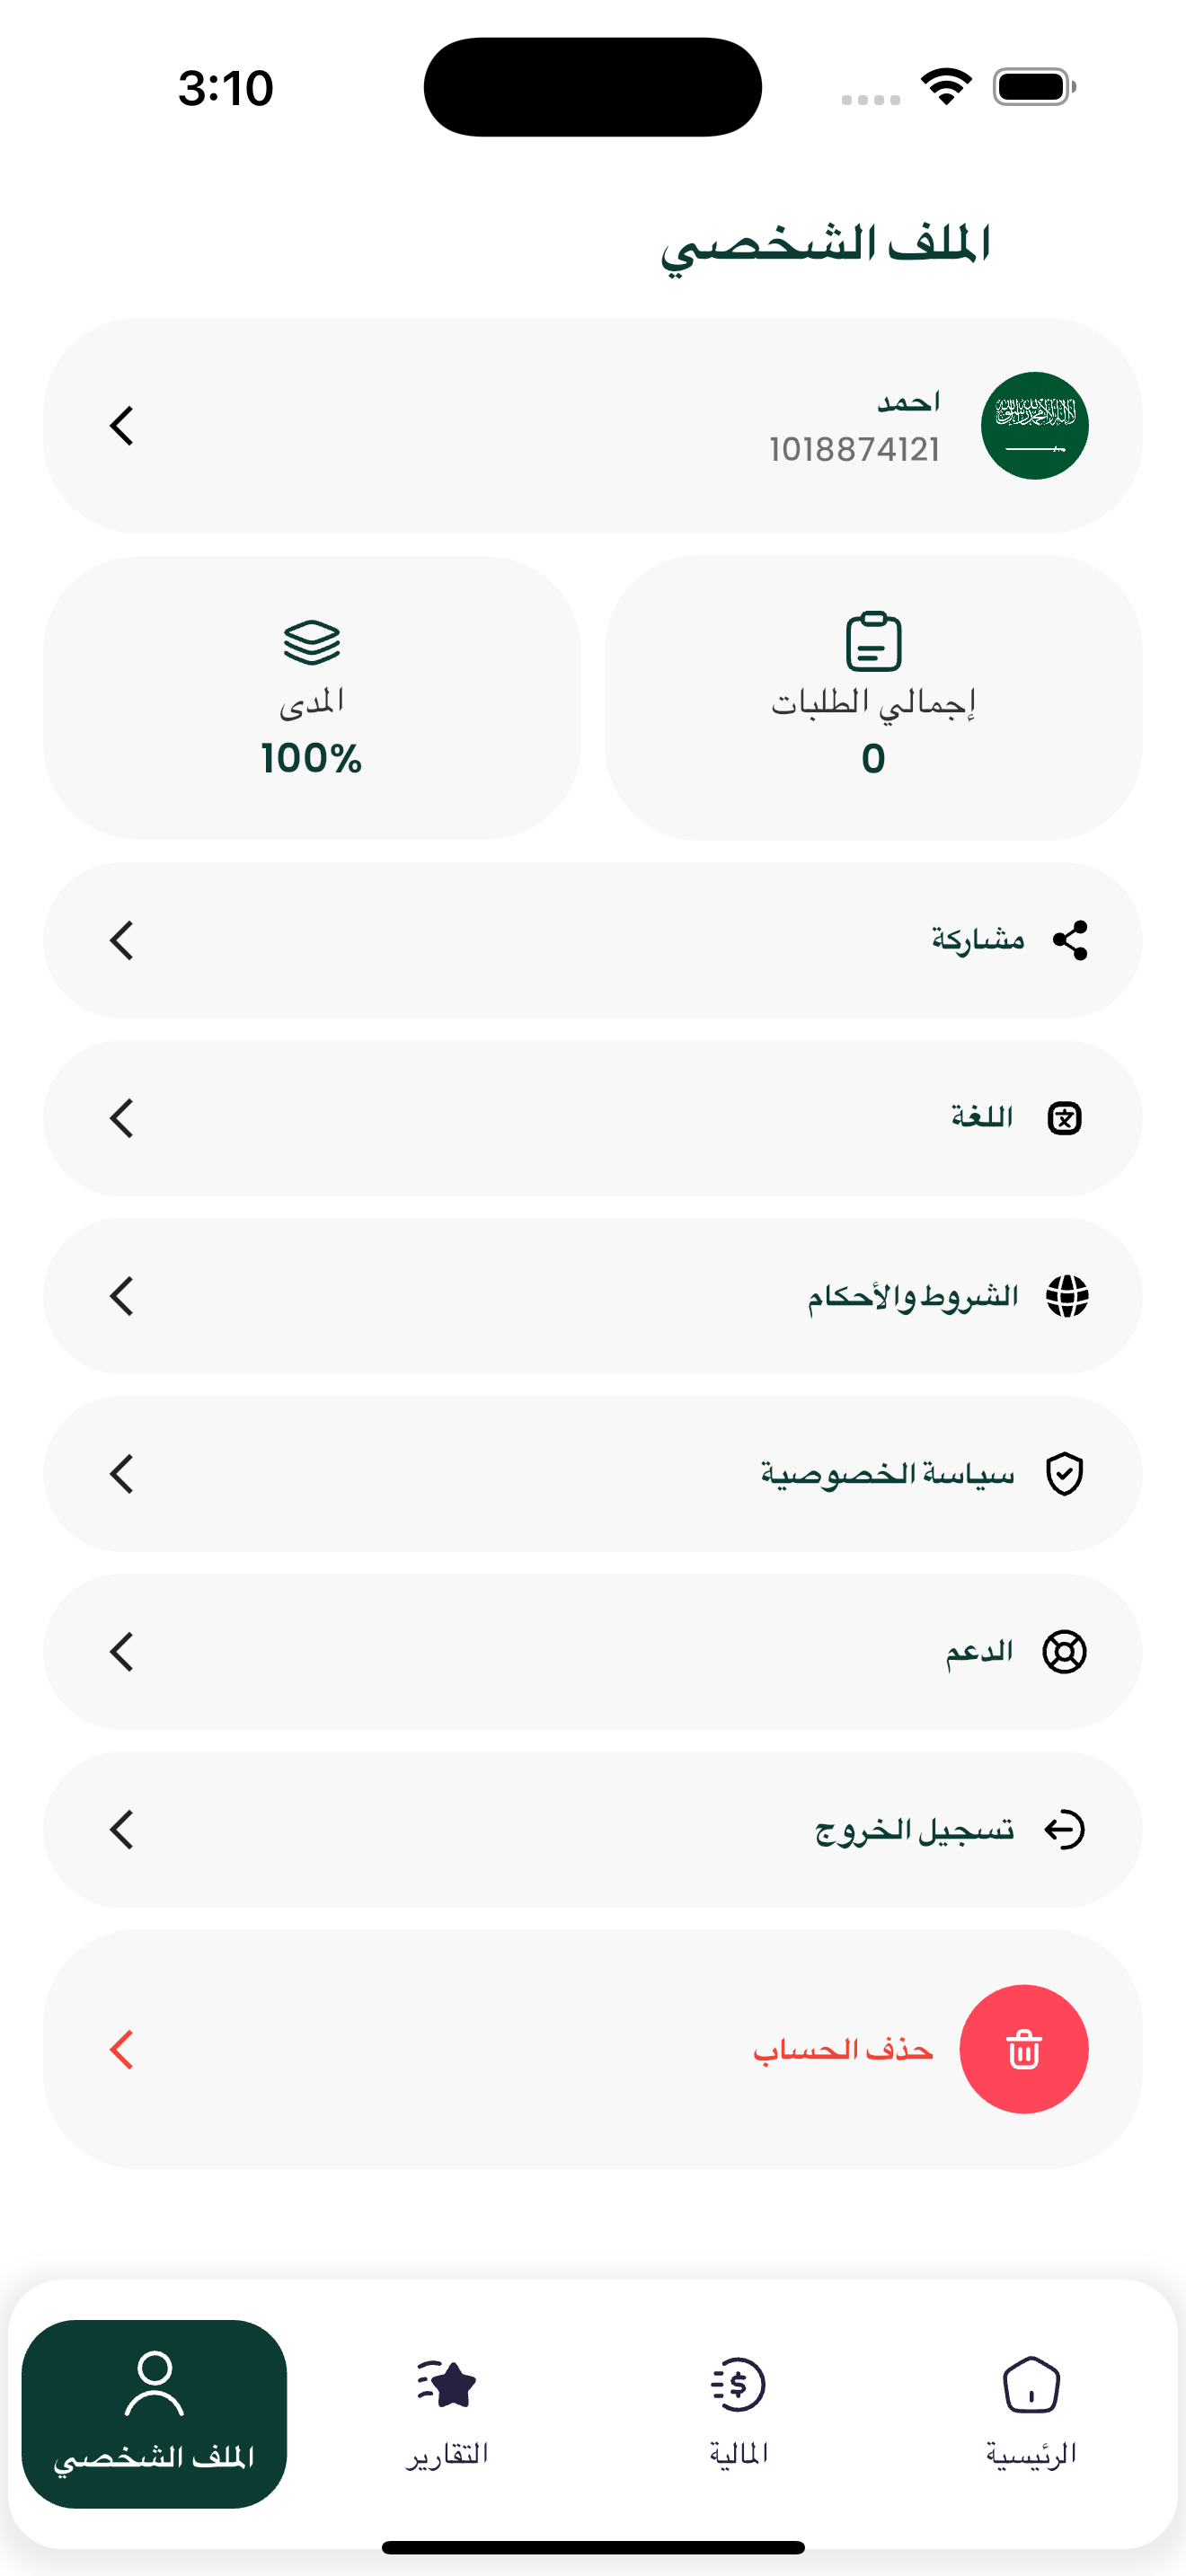 3:10
الملف الشخصي
احمد
1018874121
إجمالي الطلبات
0
المدى
100%
مشاركة
اللغة
الشروط والأحكام
سياسة الخصوصية
الدعم
تسجيل الخروج
حذف الحساب
الرئيسية
المالية
التقارير
الملف الشخصي